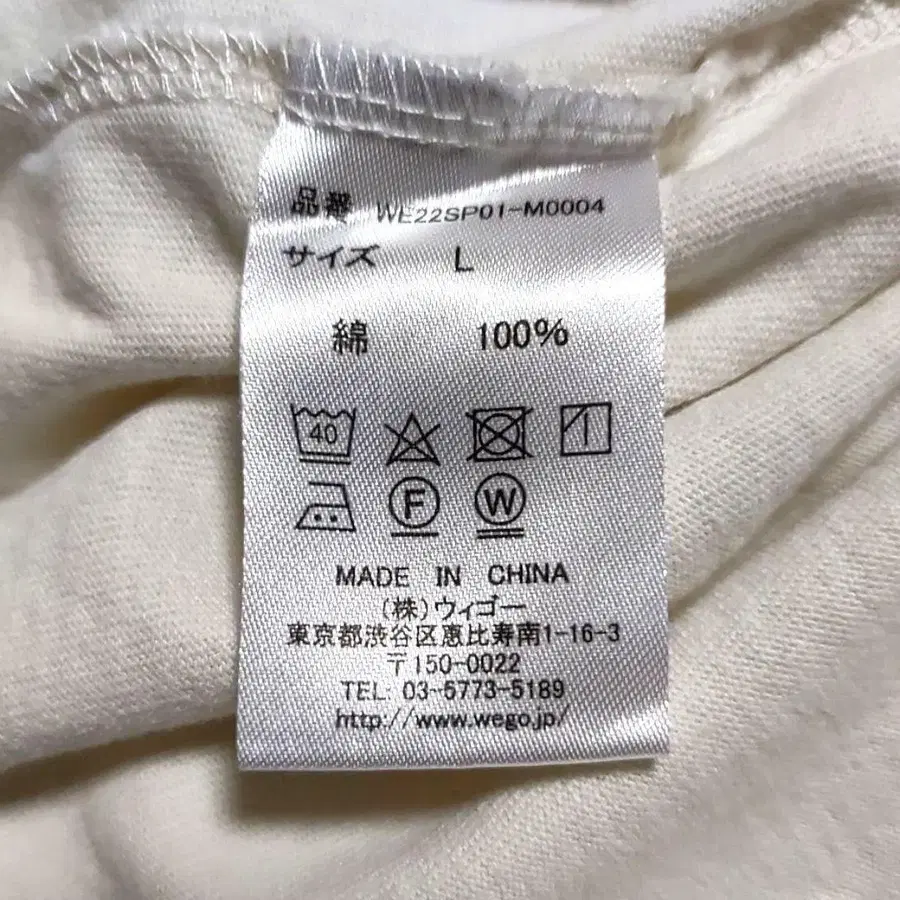 品番 WE22SP01-M0004
サイズ L
綿 100%
40
F W
MADE IN CHINA
(株)ウィゴー
東京都渋谷区恵比寿南1-16-3
〒150-0022
TEL: 03-5773-5189
http://www.wego.jp/